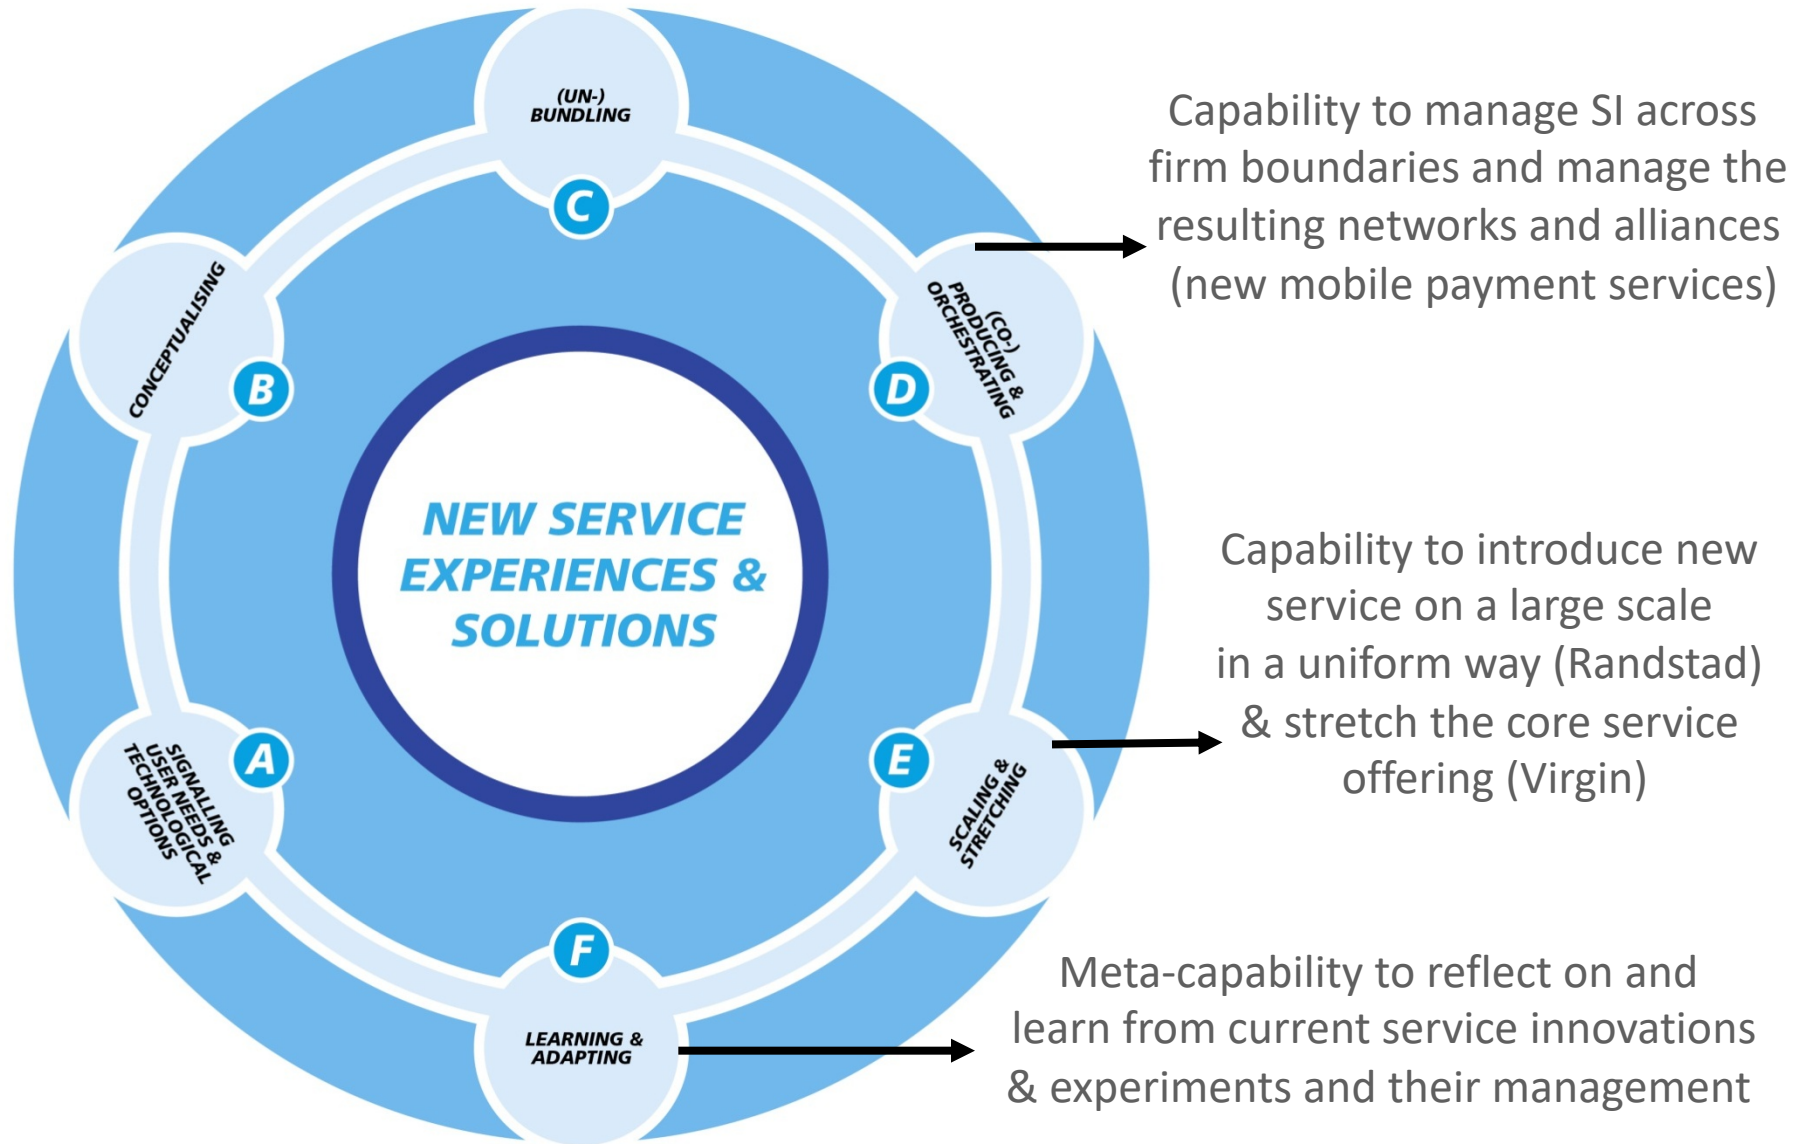 (UN-)
BUNDLING
C
Capability to manage SI across
firm boundaries and manage the
resulting networks and alliances
(new mobile payment services)
CONCEPTUALISING
B
(CO-)
PRODUCING &
ORCHESTRATING
D
NEW SERVICE
EXPERIENCES &
SOLUTIONS
Capability to introduce new
service on a large scale
in a uniform way (Randstad)
& stretch the core service
offering (Virgin)
SIGNALLING
USER NEEDS &
TECHNOLOGICAL
OPTIONS
A
E
SCALING &
STRETCHING
F
LEARNING &
ADAPTING
Meta-capability to reflect on and
learn from current service innovations
& experiments and their management